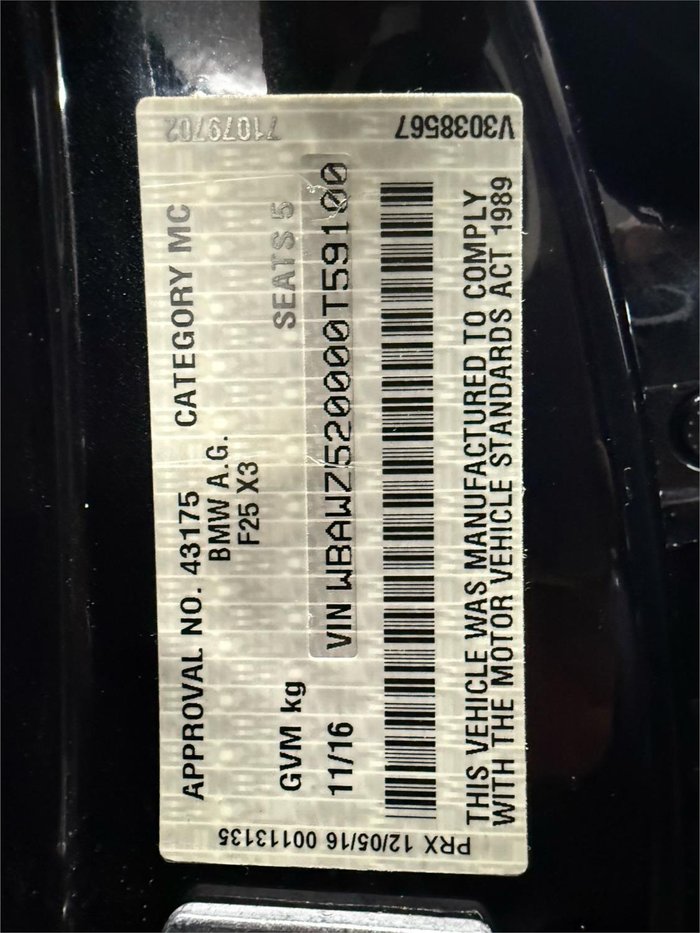 71079702
V3038567
APPROVAL NO. 43175 CATEGORY MC
BMW A.G.
F25 X3
GVM kg SEATS 5
11/16 VIN WBAWZ520000T59100
THIS VEHICLE WAS MANUFACTURED TO COMPLY
WITH THE MOTOR VEHICLE STANDARDS ACT 1989
PRX 12/05/16 00113135